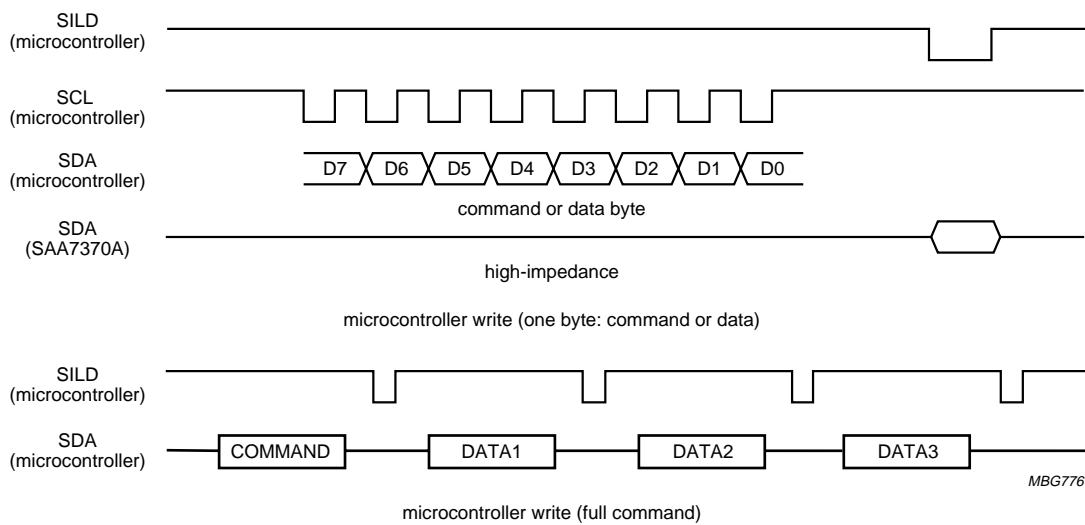 SILD
(microcontroller)
SCL
(microcontroller)
SDA
(microcontroller)
D7 D6 D5 D4 D3 D2 D1 D0
command or data byte
SDA
(SAA7370A)
high-impedance
microcontroller write (one byte: command or data)
SILD
(microcontroller)
SDA
(microcontroller)
COMMAND DATA1 DATA2 DATA3
MBG776
microcontroller write (full command)